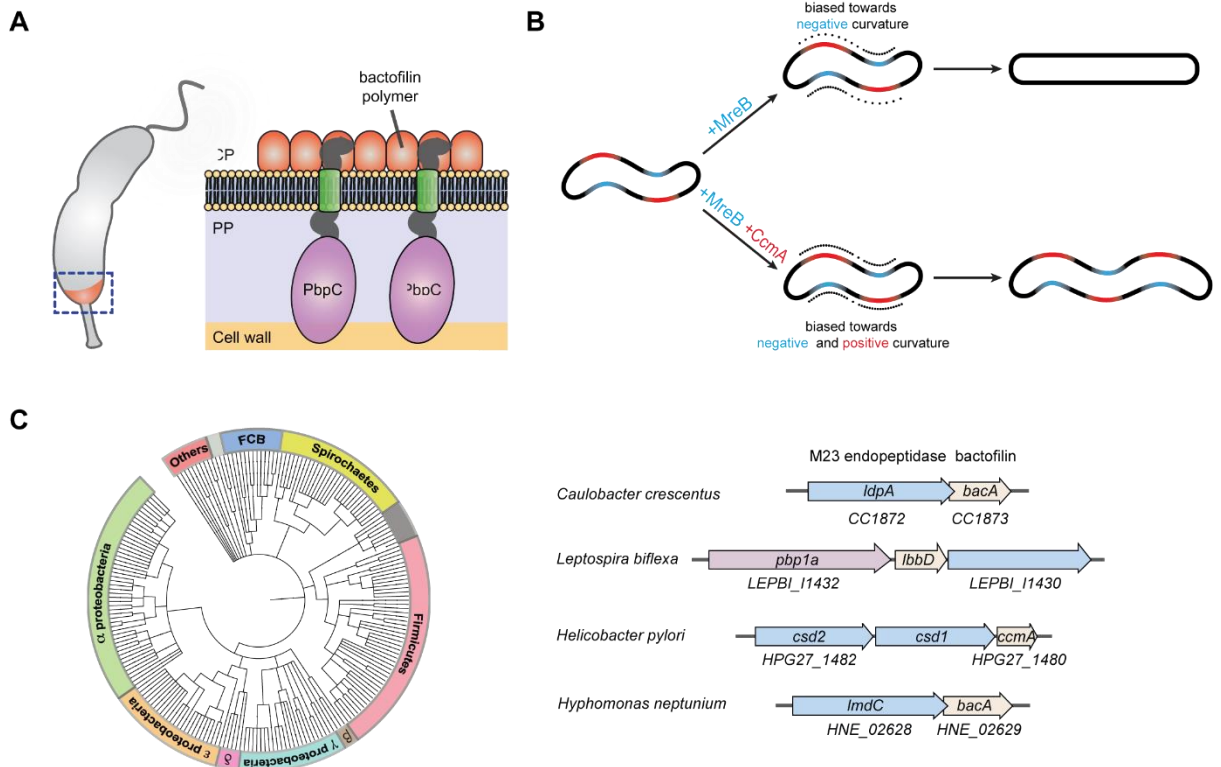 A
bactofilin
polymer
CP
PP
PbpC
PbpC
Cell wall
B
biased towards
negative curvature
+MreB
+MreB +CcmA
biased towards
negative and positive curvature
C
Others
FCB
Spirochaetes
Firmicutes
β
γ proteobacteria
δ
ε proteobacteria
α proteobacteria
M23 endopeptidase bactofilin
Caulobacter crescentus
ldpA
bacA
CC1872
CC1873
Leptospira biflexa
pbp1a
lbbD
LEPBI_I1432
LEPBI_I1430
Helicobacter pylori
csd2
csd1
ccmA
HPG27_1482
HPG27_1480
Hyphomonas neptunium
lmdC
bacA
HNE_02628
HNE_02629